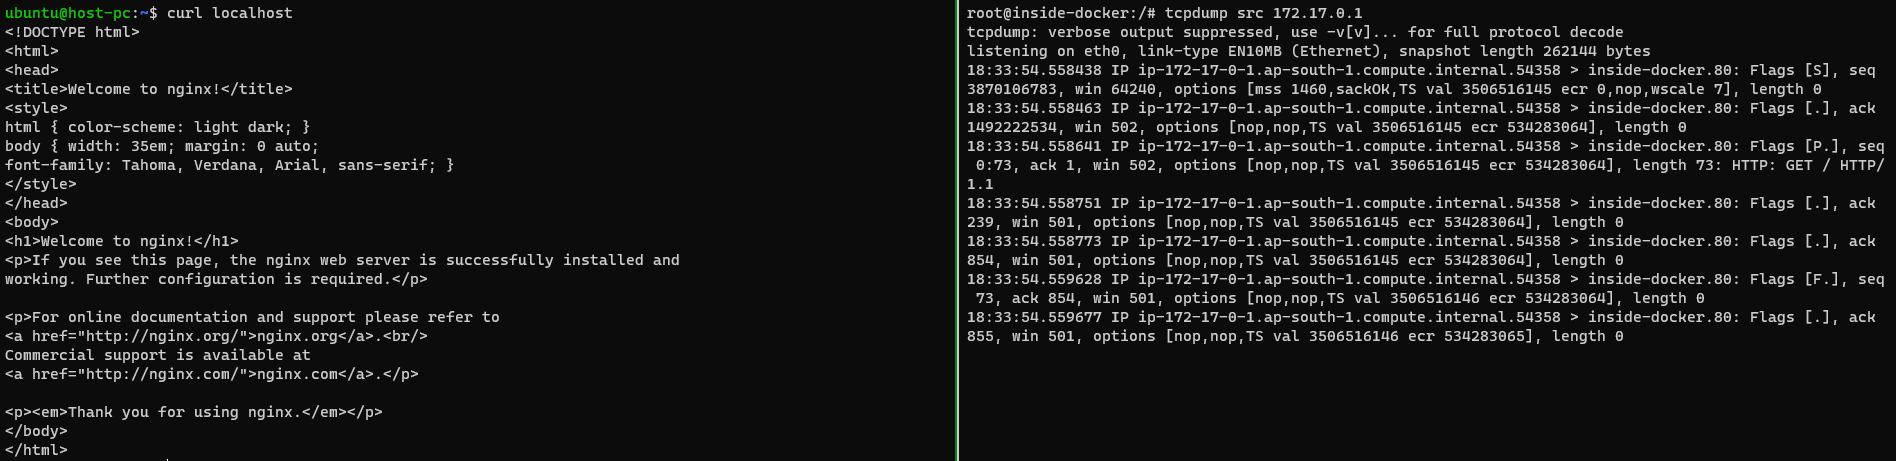 ubuntu@host-pc:~$ curl localhost
<!DOCTYPE html>
<html>
<head>
<title>Welcome to nginx!</title>
<style>
html { color-scheme: light dark; }
body { width: 35em; margin: 0 auto;
font-family: Tahoma, Verdana, Arial, sans-serif; }
</style>
</head>
<body>
<h1>Welcome to nginx!</h1>
<p>If you see this page, the nginx web server is successfully installed and
working. Further configuration is required.</p>

<p>For online documentation and support please refer to
<a href="http://nginx.org/">nginx.org</a>.<br/>
Commercial support is available at
<a href="http://nginx.com/">nginx.com</a>.</p>

<p><em>Thank you for using nginx.</em></p>
</body>
</html>
root@inside-docker:/# tcpdump src 172.17.0.1
tcpdump: verbose output suppressed, use -v[v]... for full protocol decode
listening on eth0, link-type EN10MB (Ethernet), snapshot length 262144 bytes
18:33:54.558438 IP ip-172-17-0-1.ap-south-1.compute.internal.54358 > inside-docker.80: Flags [S], seq
3870106783, win 64240, options [mss 1460,sackOK,TS val 3506516145 ecr 0,nop,wscale 7], length 0
18:33:54.558463 IP ip-172-17-0-1.ap-south-1.compute.internal.54358 > inside-docker.80: Flags [.], ack
1492222534, win 502, options [nop,nop,TS val 3506516145 ecr 534283064], length 0
18:33:54.558641 IP ip-172-17-0-1.ap-south-1.compute.internal.54358 > inside-docker.80: Flags [P.], seq
 0:73, ack 1, win 502, options [nop,nop,TS val 3506516145 ecr 534283064], length 73: HTTP: GET / HTTP/
1.1
18:33:54.558751 IP ip-172-17-0-1.ap-south-1.compute.internal.54358 > inside-docker.80: Flags [.], ack
239, win 501, options [nop,nop,TS val 3506516145 ecr 534283064], length 0
18:33:54.558773 IP ip-172-17-0-1.ap-south-1.compute.internal.54358 > inside-docker.80: Flags [.], ack
854, win 501, options [nop,nop,TS val 3506516145 ecr 534283064], length 0
18:33:54.559628 IP ip-172-17-0-1.ap-south-1.compute.internal.54358 > inside-docker.80: Flags [F.], seq
 73, ack 854, win 501, options [nop,nop,TS val 3506516146 ecr 534283064], length 0
18:33:54.559677 IP ip-172-17-0-1.ap-south-1.compute.internal.54358 > inside-docker.80: Flags [.], ack
855, win 501, options [nop,nop,TS val 3506516146 ecr 534283065], length 0